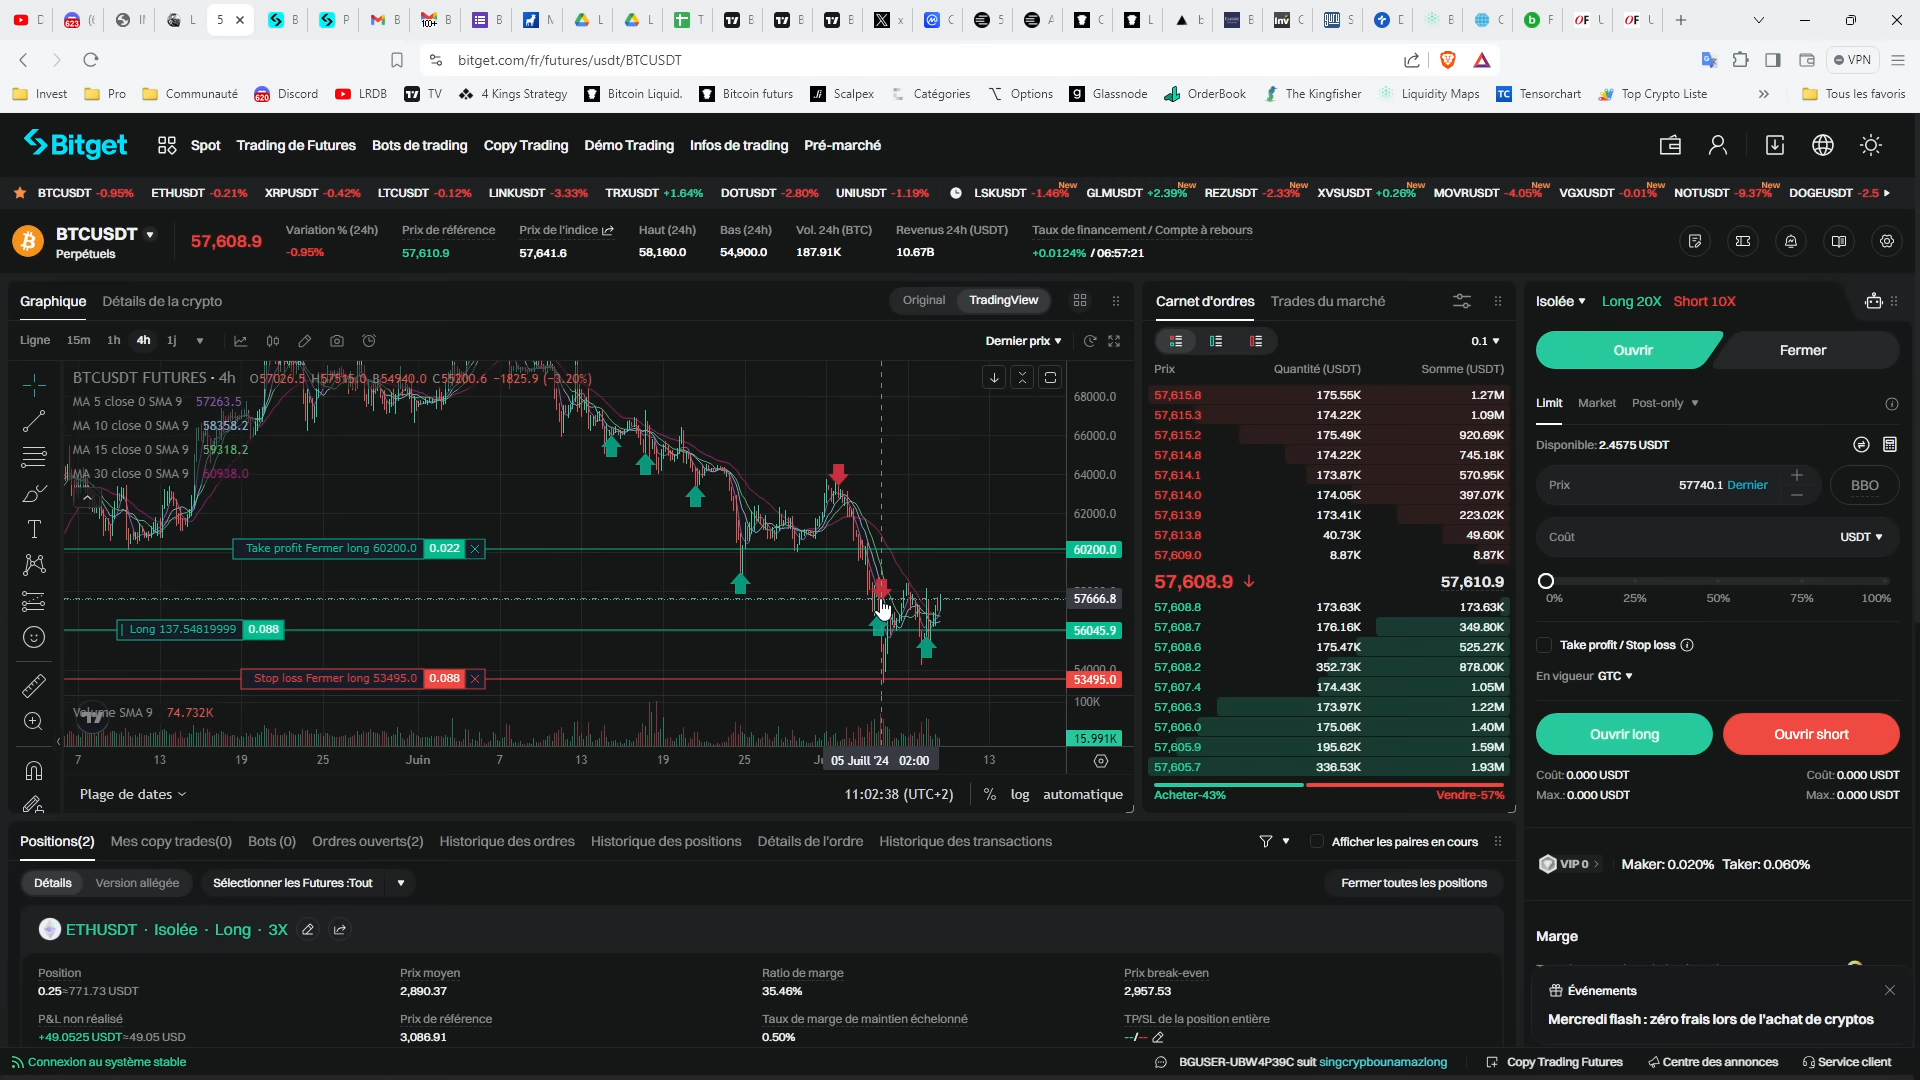 bitget.com/fr/futures/usdt/BTCUSDT
VPN
Invest Pro Communauté Discord LRDB TV 4 Kings Strategy Bitcoin Liquid. Bitcoin futurs Scalpex Catégories Options Glassnode OrderBook The Kingfisher Liquidity Maps Tensorchart Top Crypto Liste » Tous les favoris
Bitget Spot Trading de Futures Bots de trading Copy Trading Démo Trading Infos de trading Pré-marché
BTCUSDT -0.95% ETHUSDT -0.21% XRPUSDT -0.42% LTCUSDT -0.12% LINKUSDT -3.33% TRXUSDT +1.64% DOTUSDT -2.80% UNIUSDT -1.19% LSKUSDT -1.46% New GLMUSDT +2.39% New REZUSDT -2.33% New XVSUSDT +0.26% New MOVRUSDT -4.05% New VGXUSDT -0.01% New NOTUSDT -9.37% New DOGEUSDT -2.5
BTCUSDT
Perpétuels
57,608.9
Variation % (24h) Prix de référence Prix de l'indice Haut (24h) Bas (24h) Vol. 24h (BTC) Revenus 24h (USDT) Taux de financement / Compte à rebours
-0.95% 57,610.9 57,641.6 58,160.0 54,900.0 187.91K 10.67B +0.0124% / 06:57:21
Graphique Détails de la crypto Original TradingView
Ligne 15m 1h 4h 1j Dernier prix
BTCUSDT FUTURES · 4h O57026.5 H57515.0 B54940.0 C55200.6 −1825.9 (−3.20%)
MA 5 close 0 SMA 9 57263.5
MA 10 close 0 SMA 9 58358.2
MA 15 close 0 SMA 9 59318.2
MA 30 close 0 SMA 9 60938.0
Take profit Fermer long 60200.0 0.022
Long 137.54819999 0.088
Stop loss Fermer long 53495.0 0.088
68000.0
66000.0
64000.0
62000.0
60200.0
57666.8
56045.9
54000.0
53495.0
100K
15.991K
Volume SMA 9 74.732K
7 13 19 25 Juin 7 13 19 25 05 Juill '24 02:00 13
Plage de dates 11:02:38 (UTC+2) % log automatique
Carnet d'ordres Trades du marché
0.1
Prix Quantité (USDT) Somme (USDT)
57,615.8 175.55K 1.27M
57,615.3 174.22K 1.09M
57,615.2 175.49K 920.69K
57,614.8 174.22K 745.18K
57,614.1 173.87K 570.95K
57,614.0 174.05K 397.07K
57,613.9 173.41K 223.02K
57,613.8 40.73K 49.60K
57,609.0 8.87K 8.87K
57,608.9 57,610.9
57,608.8 173.63K 173.63K
57,608.7 176.16K 349.80K
57,608.6 175.47K 525.27K
57,608.2 352.73K 878.00K
57,607.4 174.43K 1.05M
57,606.3 173.97K 1.22M
57,606.0 175.06K 1.40M
57,605.9 195.62K 1.59M
57,605.7 336.53K 1.93M
Acheter-43% Vendre-57%
Isolée Long 20X Short 10X
Ouvrir Fermer
Limit Market Post-only
Disponible: 2.4575 USDT
Prix 57740.1 Dernier BBO
Coût USDT
0% 25% 50% 75% 100%
Take profit / Stop loss
En vigueur GTC
Ouvrir long Ouvrir short
Coût: 0.000 USDT Coût: 0.000 USDT
Max.: 0.000 USDT Max.: 0.000 USDT
VIP 0 Maker: 0.020% Taker: 0.060%
Marge
Événements
Mercredi flash : zéro frais lors de l'achat de cryptos
Positions(2) Mes copy trades(0) Bots (0) Ordres ouverts(2) Historique des ordres Historique des positions Détails de l'ordre Historique des transactions Afficher les paires en cours
Détails Version allégée Sélectionner les Futures :Tout Fermer toutes les positions
ETHUSDT · Isolée · Long · 3X
Position Prix moyen Ratio de marge Prix break-even
0.25≈771.73 USDT 2,890.37 35.46% 2,957.53
P&L non réalisé Prix de référence Taux de marge de maintien échelonné TP/SL de la position entière
+49.0525 USDT≈49.05 USD 3,086.91 0.50% --/--
Connexion au système stable BGUSER-UBW4P39C suit singcrypbounamazlong Copy Trading Futures Centre des annonces Service client